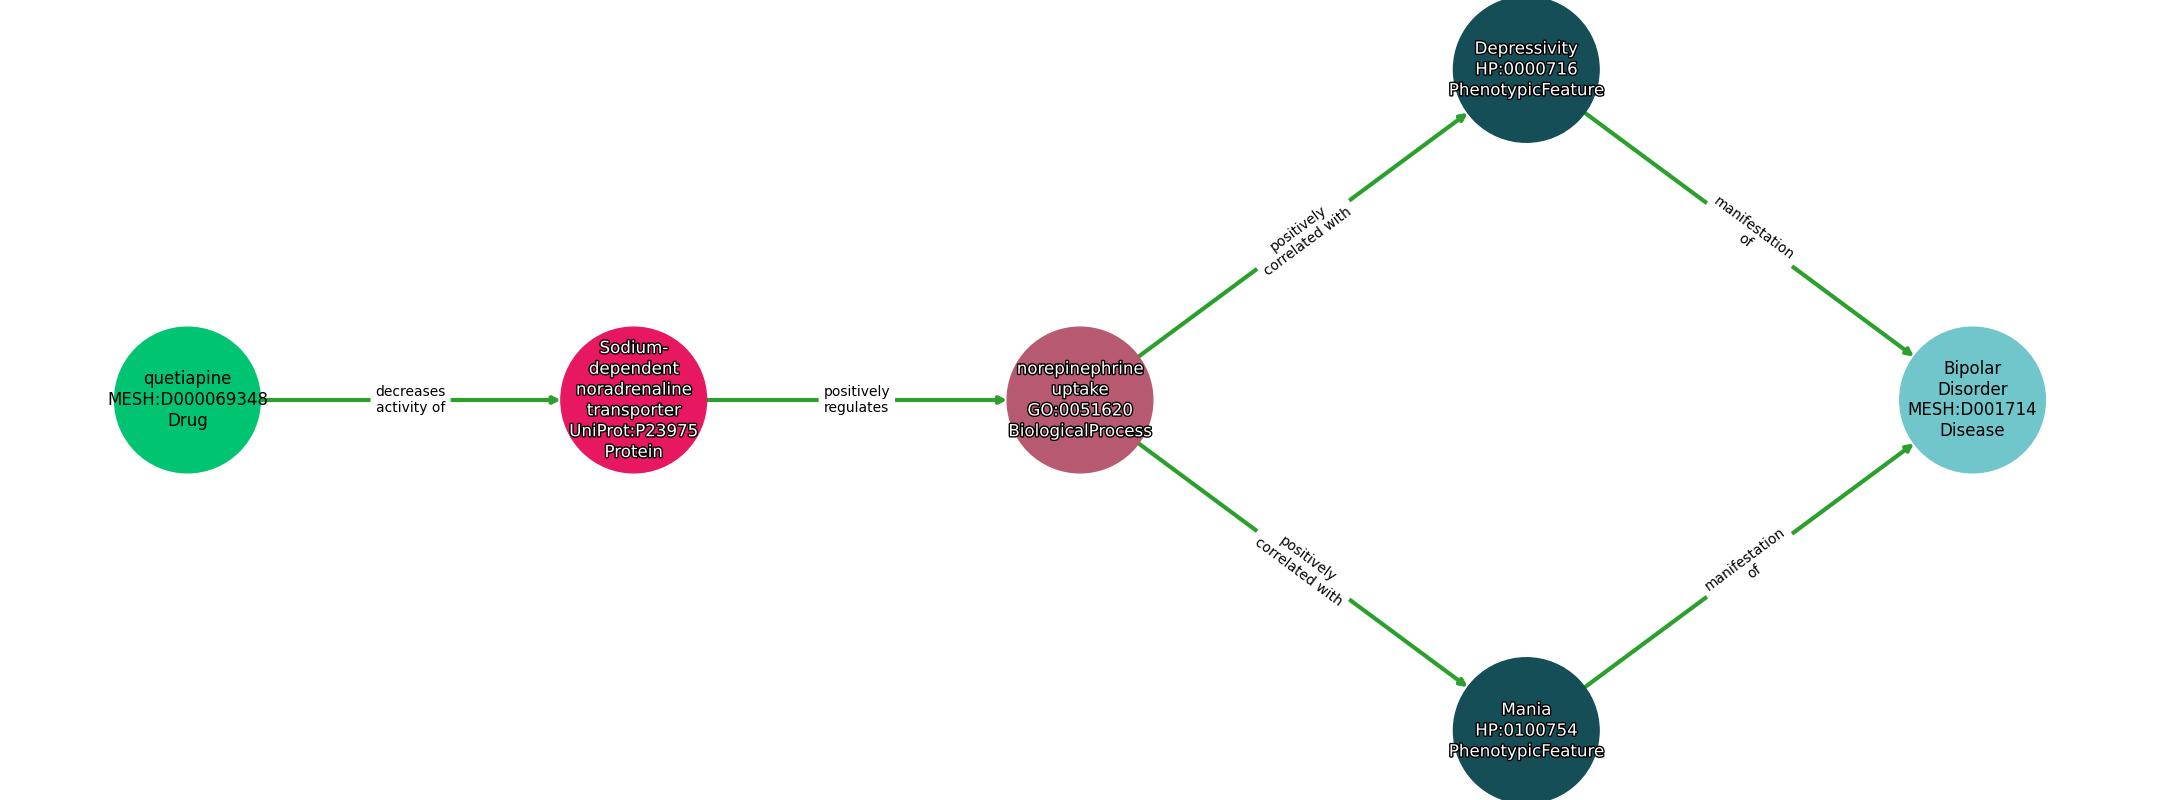 Depressivity
HP:0000716
PhenotypicFeature
positively
correlated with
manifestation
of
quetiapine
MESH:D000069348
Drug
decreases
activity of
Sodium-
dependent
noradrenaline
transporter
UniProt:P23975
Protein
positively
regulates
norepinephrine
uptake
GO:0051620
BiologicalProcess
Bipolar
Disorder
MESH:D001714
Disease
positively
correlated with
manifestation
of
Mania
HP:0100754
PhenotypicFeature